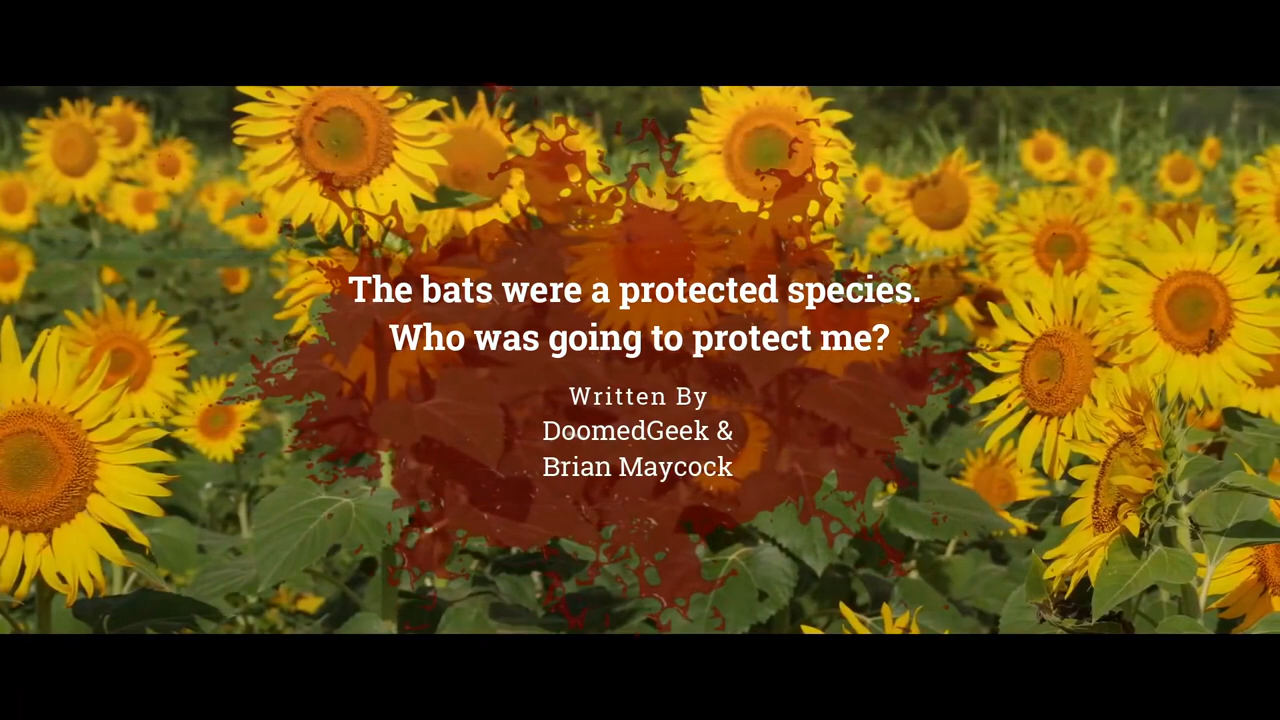 The bats were a protected species.
Who was going to protect me?
Written By
DoomedGeek &
Brian Maycock